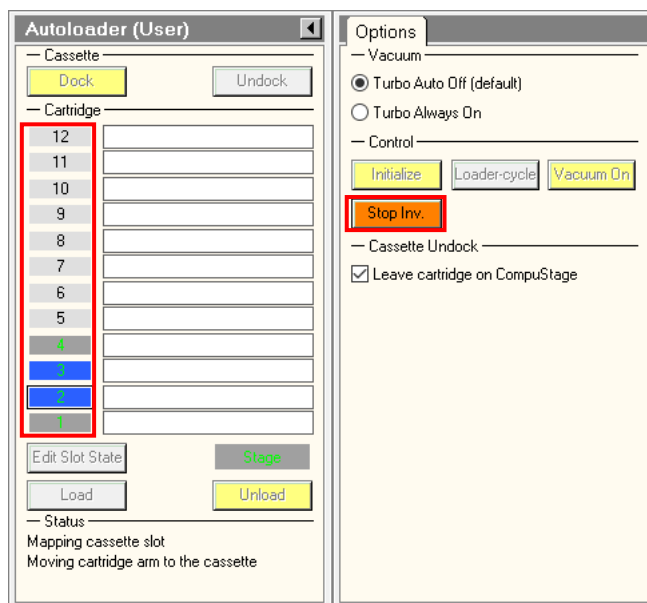 Autoloader (User)
Cassette
Dock
Undock
Cartridge
12
11
10
9
8
7
6
5
4
3
2
1
Edit Slot State
Stage
Load
Unload
Status
Mapping cassette slot
Moving cartridge arm to the cassette
Options
Vacuum
Turbo Auto Off (default)
Turbo Always On
Control
Initialize
Loader-cycle
Vacuum On
Stop Inv.
Cassette Undock
Leave cartridge on CompuStage